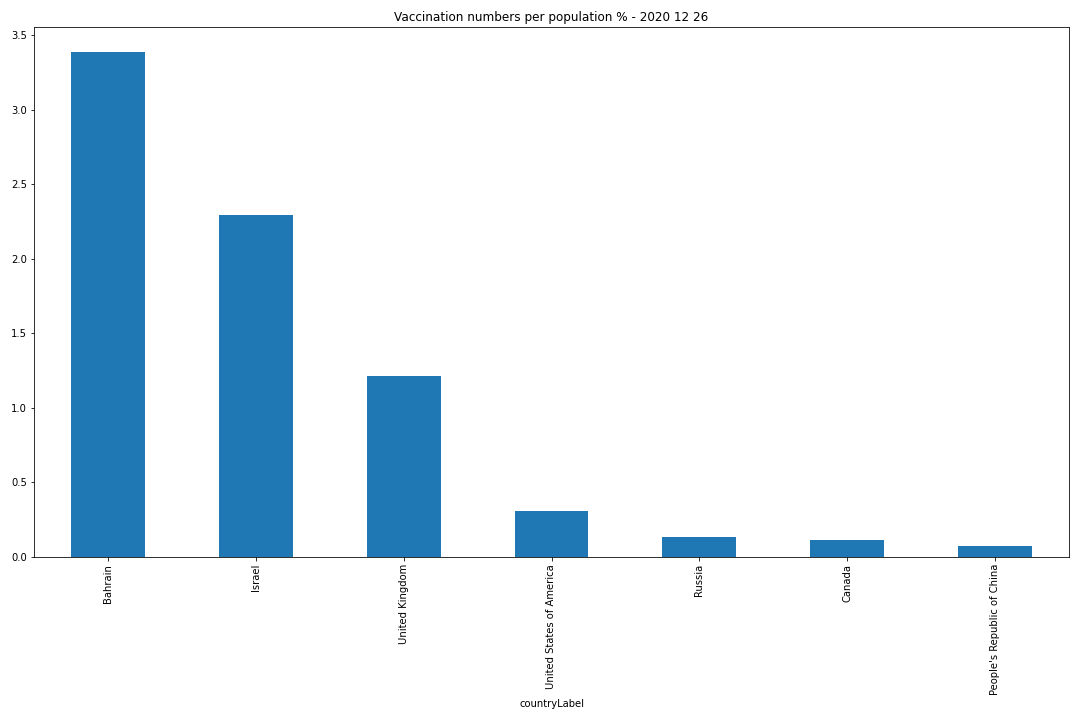 Vaccination numbers per population % - 2020 12 26
3.5
3.0
2.5
2.0
1.5
1.0
0.5
0.0
Bahrain
Israel
United Kingdom
United States of America
Russia
Canada
People's Republic of China
countryLabel